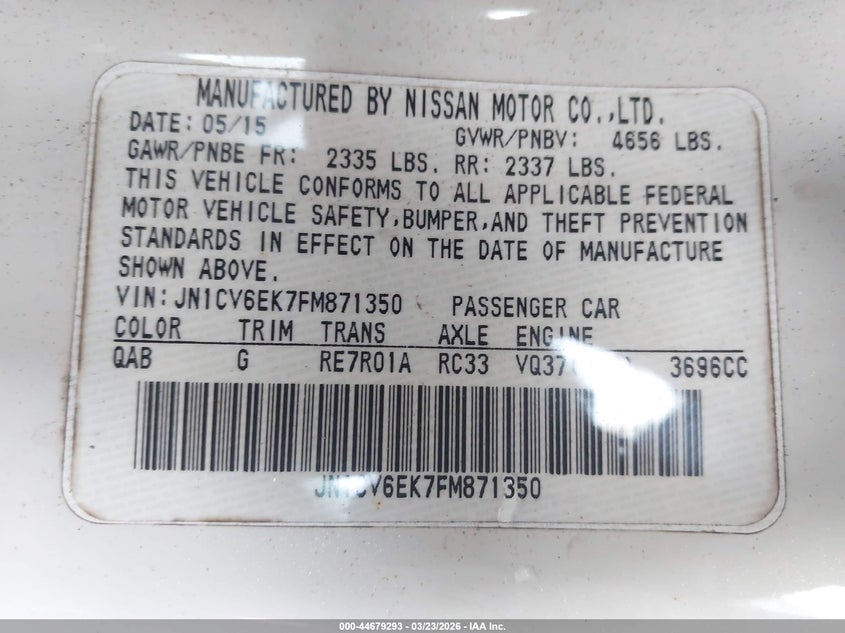 MANUFACTURED BY NISSAN MOTOR CO.,LTD.
DATE: 05/15 GVWR/PNBV: 4656 LBS.
GAWR/PNBE FR: 2335 LBS. RR: 2337 LBS.
THIS VEHICLE CONFORMS TO ALL APPLICABLE FEDERAL
MOTOR VEHICLE SAFETY,BUMPER,AND THEFT PREVENTION
STANDARDS IN EFFECT ON THE DATE OF MANUFACTURE
SHOWN ABOVE.
VIN:JN1CV6EK7FM871350 PASSENGER CAR
COLOR TRIM TRANS AXLE ENGINE
QAB G RE7R01A RC33 VQ37 3696CC
JN1CV6EK7FM871350
000-44679293 | 03/23/2026 | IAA Inc.